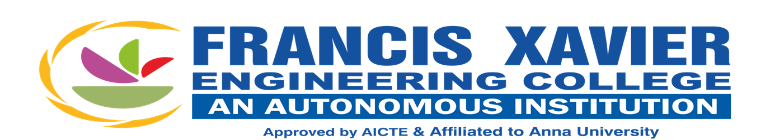 FRANCIS XAVIER
ENGINEERING COLLEGE
AN AUTONOMOUS INSTITUTION
Approved by AICTE & Affiliated to Anna University